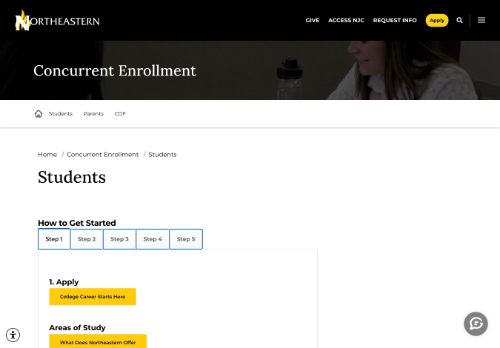 NORTHEASTERN
GIVE ACCESS NJC REQUEST INFO Apply
Concurrent Enrollment
Students Parents COF
Home / Concurrent Enrollment / Students
Students
How to Get Started
Step 1 Step 2 Step 3 Step 4 Step 5
1. Apply
College Career Starts Here
Areas of Study
What Does Northeastern Offer